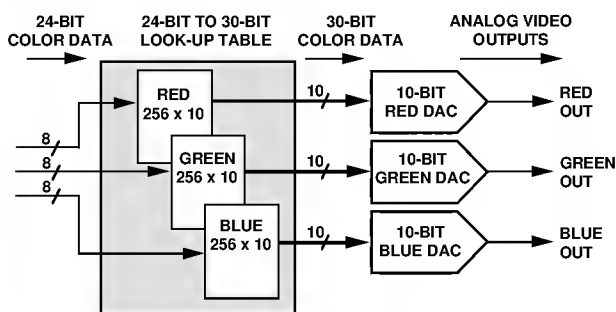 24-BIT
COLOR DATA
24-BIT TO 30-BIT
LOOK-UP TABLE
30-BIT
COLOR DATA
ANALOG VIDEO
OUTPUTS
RED
256 x 10
10
10-BIT
RED DAC
RED
OUT
8
8
8
GREEN
256 x 10
10
10-BIT
GREEN DAC
GREEN
OUT
BLUE
256 x 10
10
10-BIT
BLUE DAC
BLUE
OUT